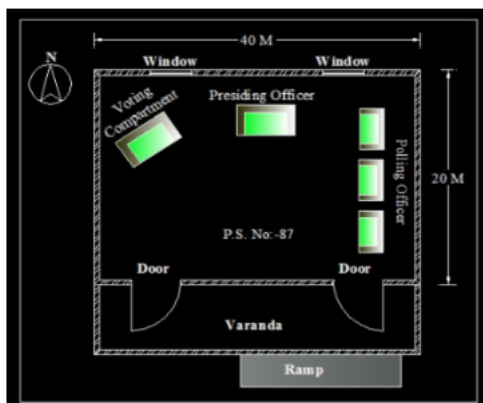 40 M
N
Window
Window
Voting
Compartment
Presiding Officer
Polling Officer
20 M
P.S. No:-87
Door
Door
Varanda
Ramp